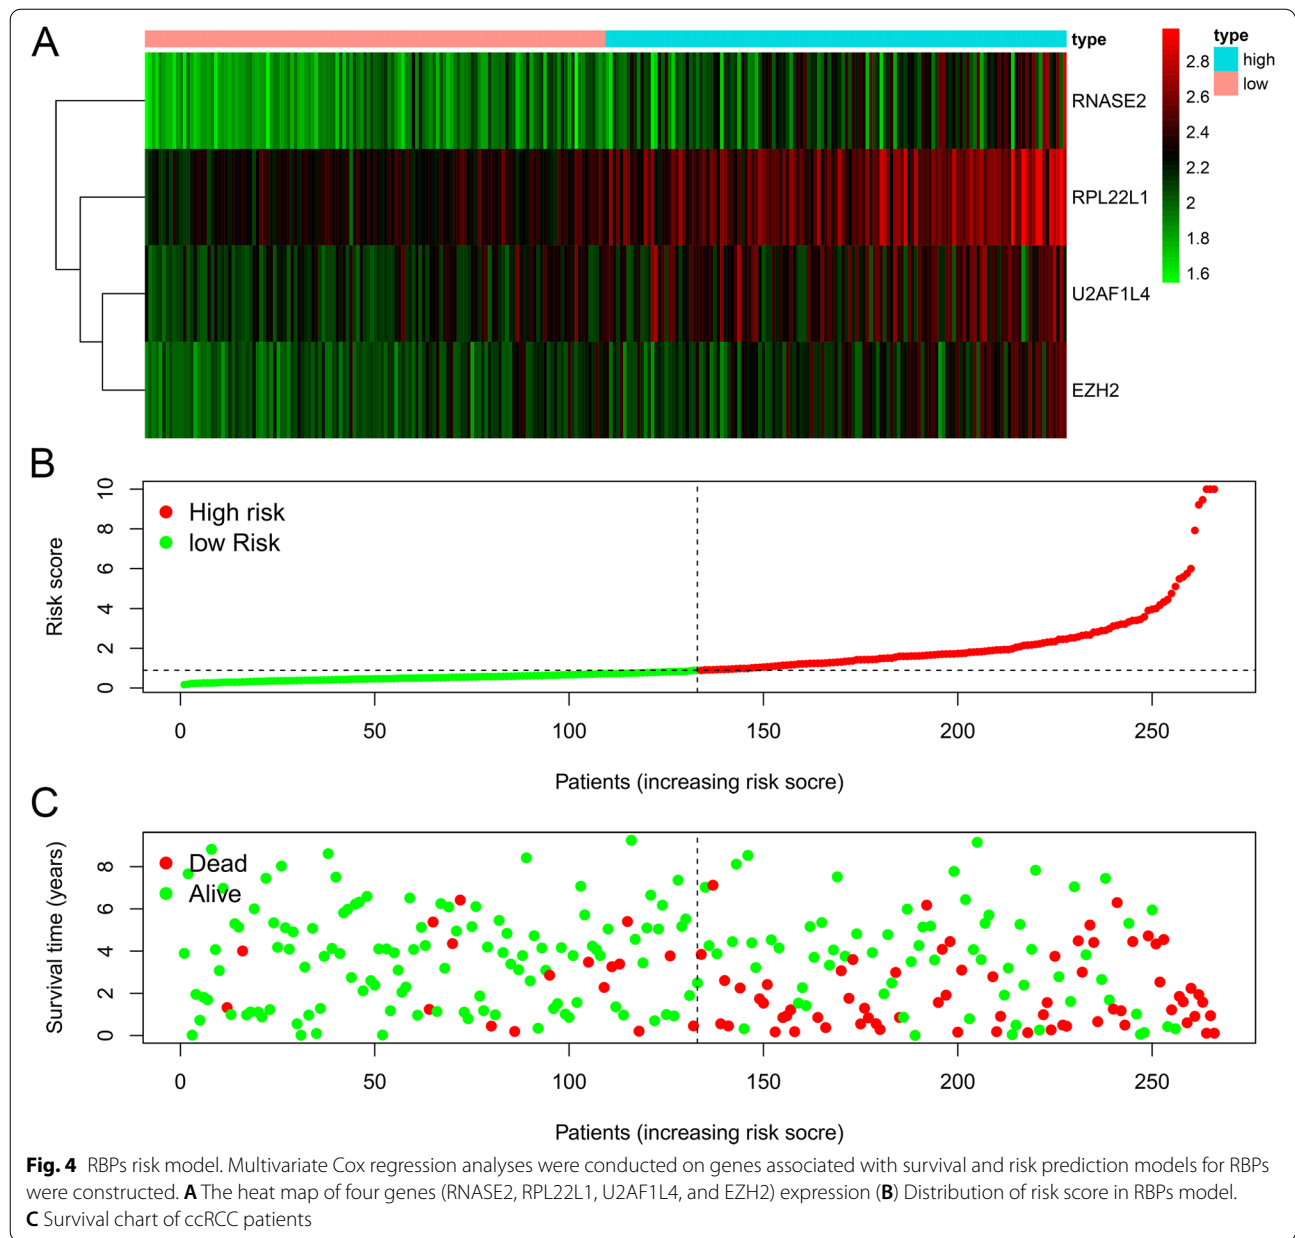 A
type
RNASE2
RPL22L1
U2AF1L4
EZH2
2.8
2.6
2.4
2.2
2
1.8
1.6
type
high
low
B
Risk score
10
8
6
4
2
0
High risk
low Risk
0 50 100 150 200 250
Patients (increasing risk socre)
C
Survival time (years)
8
6
4
2
0
Dead
Alive
0 50 100 150 200 250
Patients (increasing risk socre)
Fig. 4 RBPs risk model. Multivariate Cox regression analyses were conducted on genes associated with survival and risk prediction models for RBPs
were constructed. A The heat map of four genes (RNASE2, RPL22L1, U2AF1L4, and EZH2) expression (B) Distribution of risk score in RBPs model.
C Survival chart of ccRCC patients